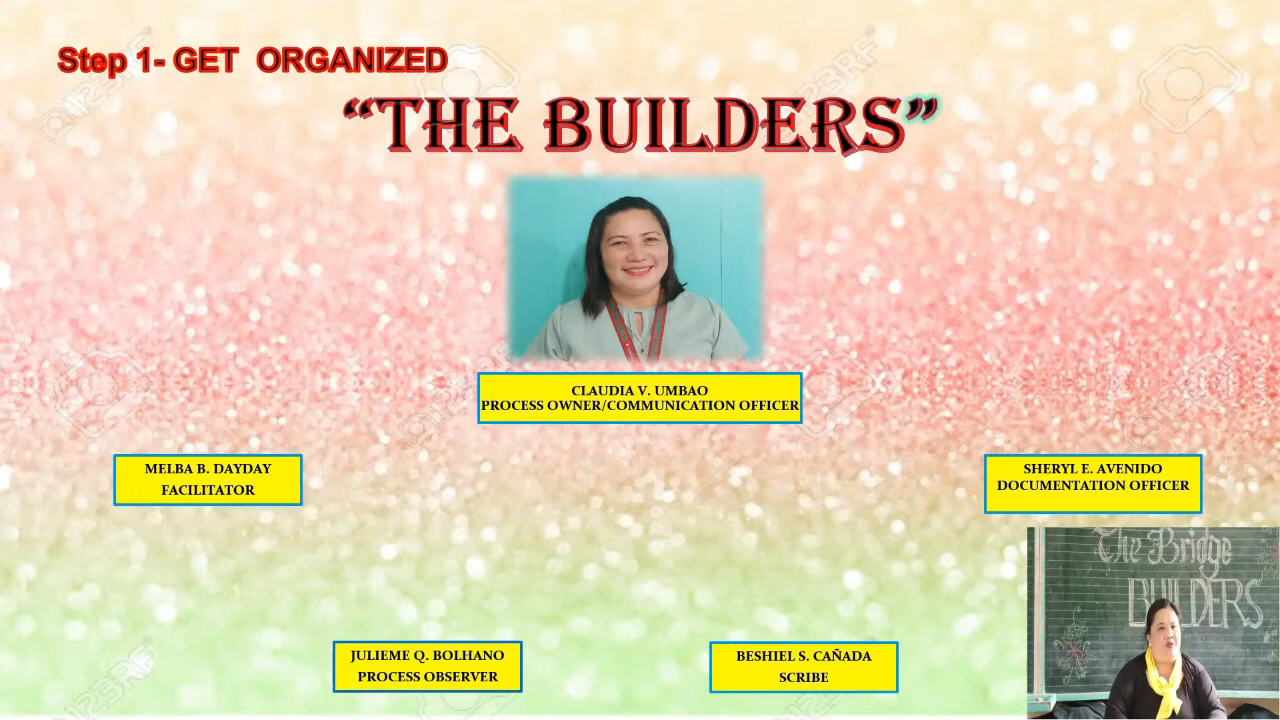 Step 1- GET ORGANIZED
“THE BUILDERS”
CLAUDIA V. UMBAO
PROCESS OWNER/COMMUNICATION OFFICER
MELBA B. DAYDAY
FACILITATOR
SHERYL E. AVENIDO
DOCUMENTATION OFFICER
The Bridge
BUILDERS
JULIEME Q. BOLHANO
PROCESS OBSERVER
BESHIEL S. CAÑADA
SCRIBE